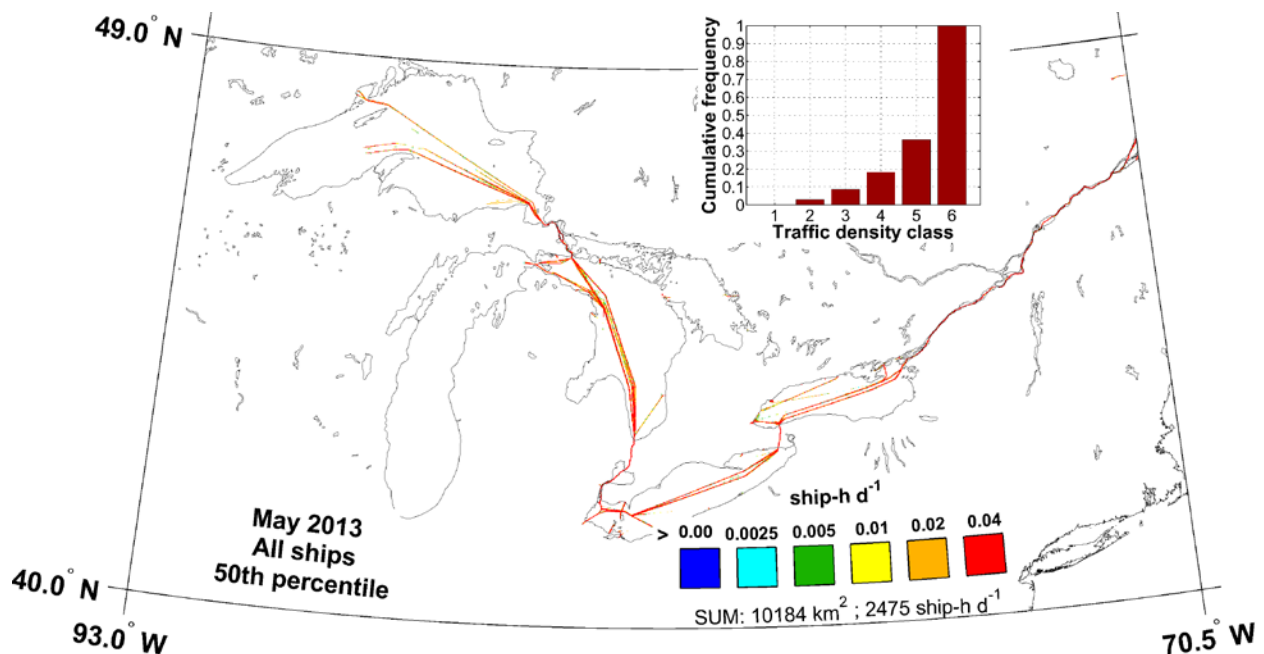 49.0° N
Cumulative frequency
1
0.9
0.8
0.7
0.6
0.5
0.4
0.3
0.2
0.1
0
1 2 3 4 5 6
Traffic density class
May 2013
All ships
50th percentile
ship-h d⁻¹
> 0.00 0.0025 0.005 0.01 0.02 0.04
SUM: 10184 km² ; 2475 ship-h d⁻¹
40.0° N
93.0° W
70.5° W